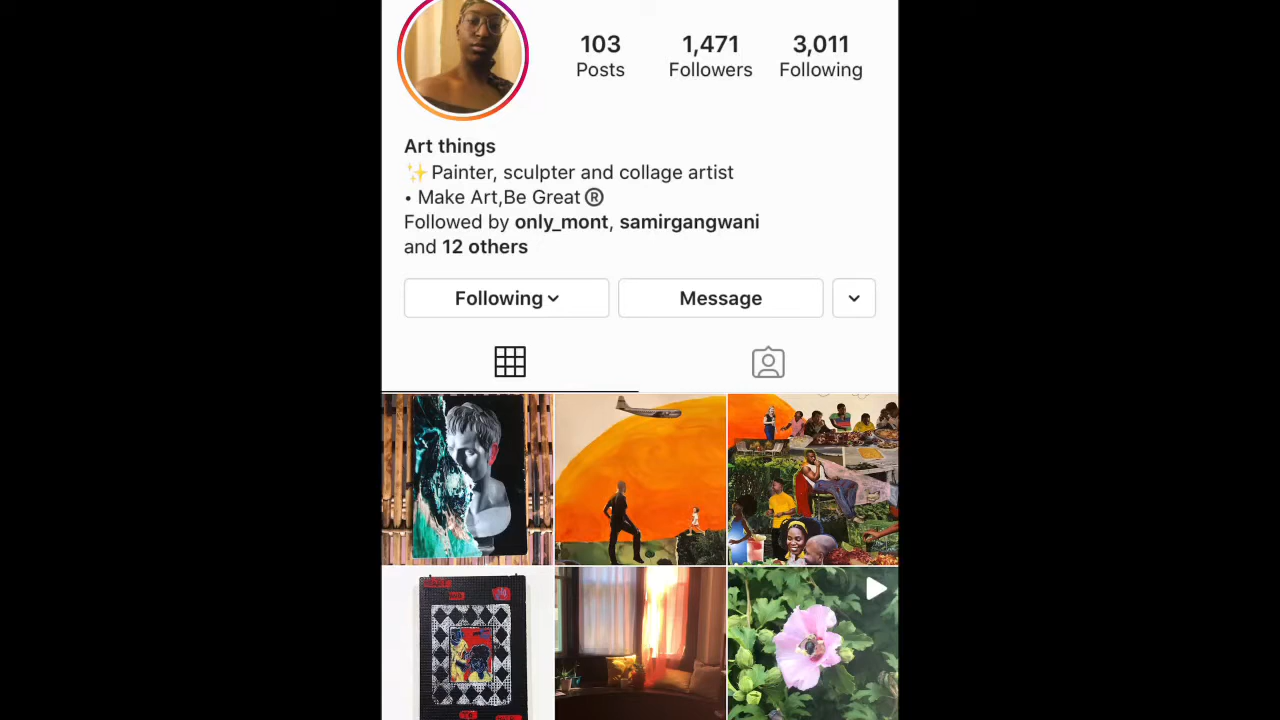 103 1,471 3,011
Posts Followers Following
Art things
✨Painter, sculpter and collage artist
• Make Art,Be Great®
Followed by only_mont, samirgangwani
and 12 others
Following Message